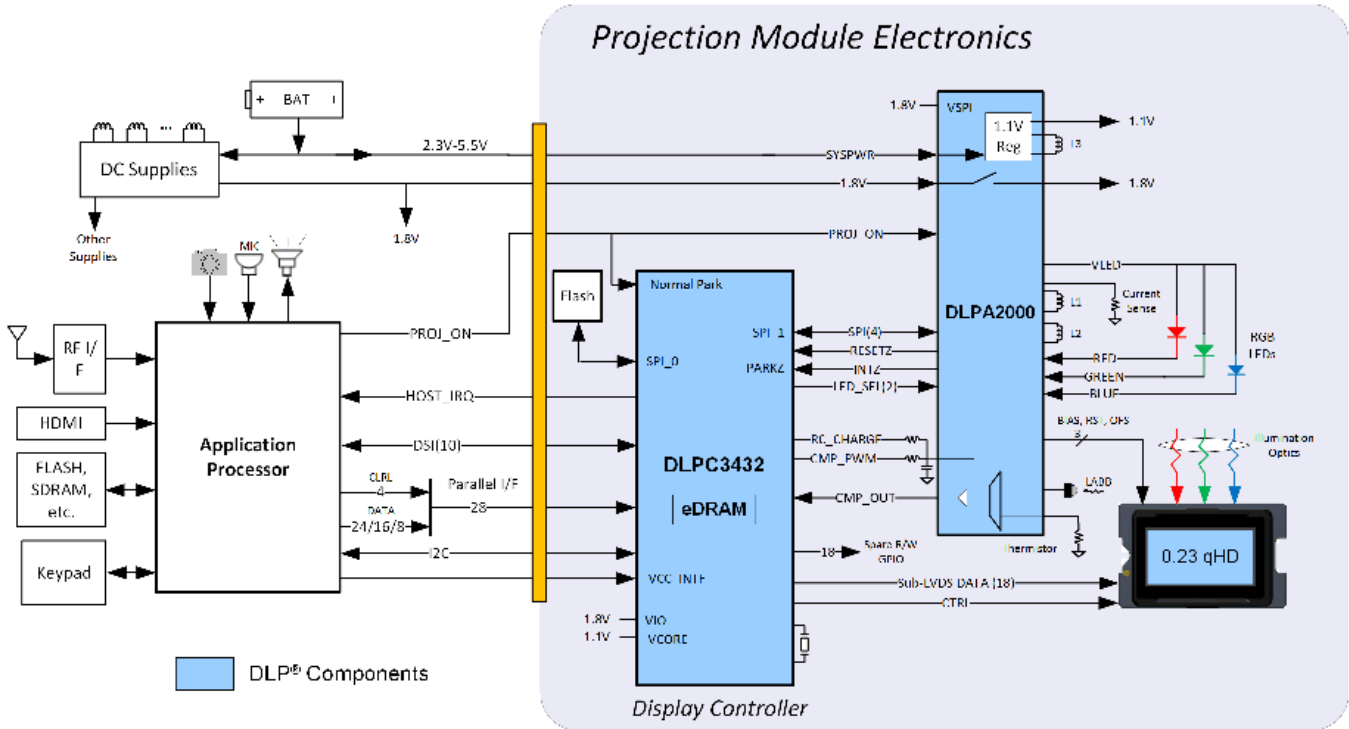 Projection Module Electronics
BAT
DC Supplies
2.3V-5.5V
1.8V
Other
Supplies
MIC
RF I/
F
HDMI
FLASH,
SDRAM,
etc.
Keypad
Application
Processor
PROJ_ON
HOST_IRQ
DSI(10)
CLRL
4
DATA
24/16/8
Parallel I/F
28
I2C
SYSPWR
1.8V
PROJ_ON
Flash
Normal Park
SPI_1
SPI_0
PARKZ
DLPC3432
eDRAM
VCC_INTF
1.8V
VIO
1.1V
VCORE
Display Controller
SPI(4)
RESETZ
INTZ
LED_SEL(2)
RC_CHARGE
CMP_PWM
CMP_OUT
18
Spare R/W
GPIO
Sub-LVDS DATA (18)
CTRL
1.8V
VSPI
1.1V
Reg
1.1V
L3
1.8V
DLPA2000
VLED
L1
L2
Current
Sense
RED
GREEN
BLUE
RGB
LEDs
BIAS, RST, OFS
3
Illumination
Optics
LABB
Thermistor
0.23 qHD
DLP® Components